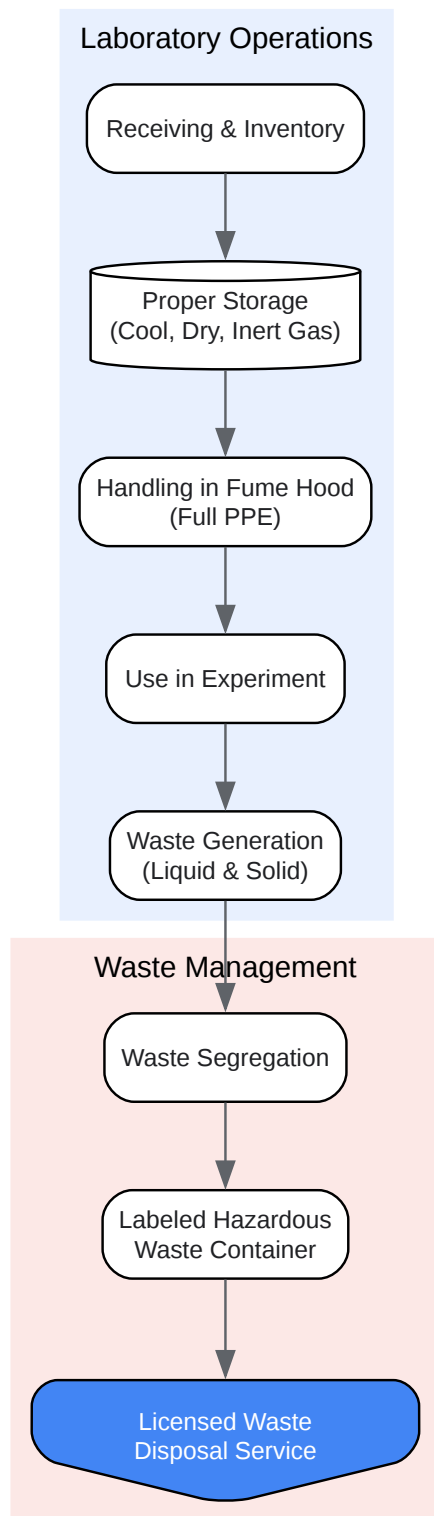 Laboratory Operations
Receiving & Inventory
Proper Storage
(Cool, Dry, Inert Gas)
Handling in Fume Hood
(Full PPE)
Use in Experiment
Waste Generation
(Liquid & Solid)
Waste Management
Waste Segregation
Labeled Hazardous
Waste Container
Licensed Waste
Disposal Service